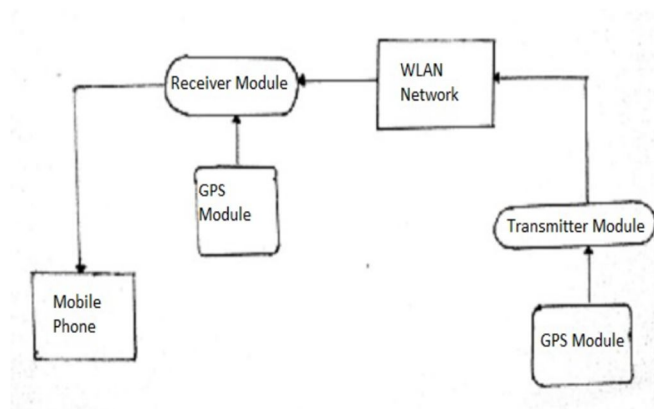 Receiver Module
WLAN
Network
GPS
Module
Transmitter Module
Mobile
Phone
GPS Module